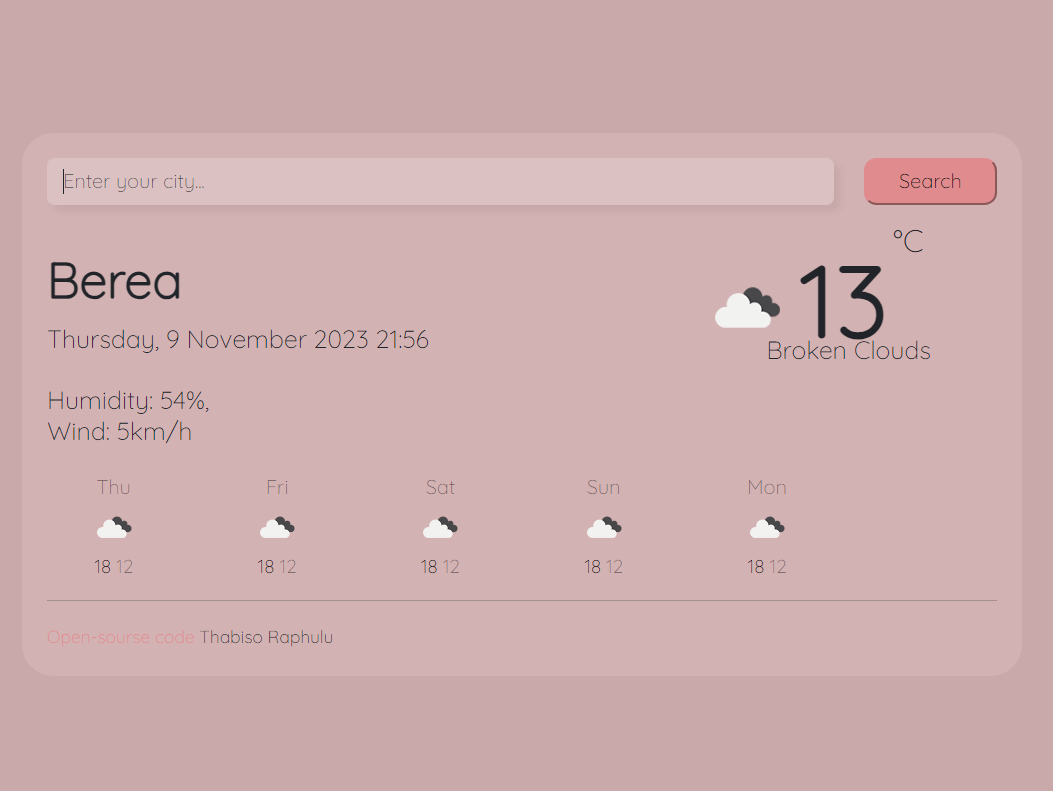 Enter your city...
Search
°C
Berea
13
Thursday, 9 November 2023 21:56
Broken Clouds
Humidity: 54%,
Wind: 5km/h
Thu Fri Sat Sun Mon
18 12 18 12 18 12 18 12 18 12
Open-sourse code Thabiso Raphulu